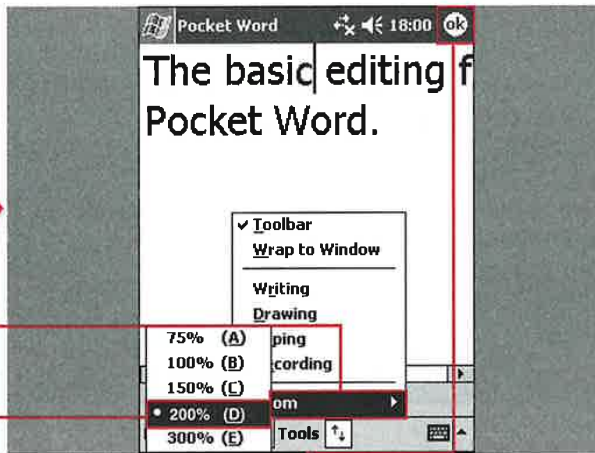 Pocket Word 18:00 ok
The basic editing f
Pocket Word.
Toolbar
Wrap to Window
Writing
Drawing
ping
cording
om
75% (A)
100% (B)
150% (C)
200% (D)
300% (E)
Tools